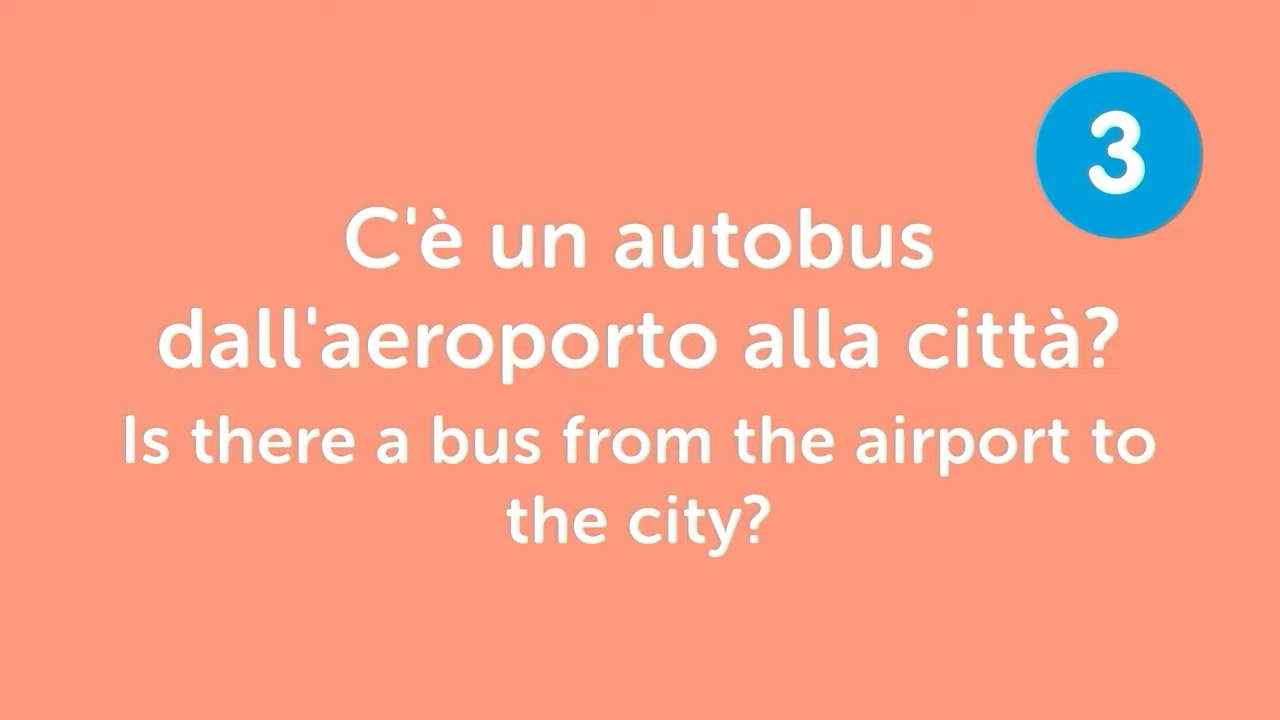 3
C'è un autobus
dall'aeroporto alla città?
Is there a bus from the airport to
the city?